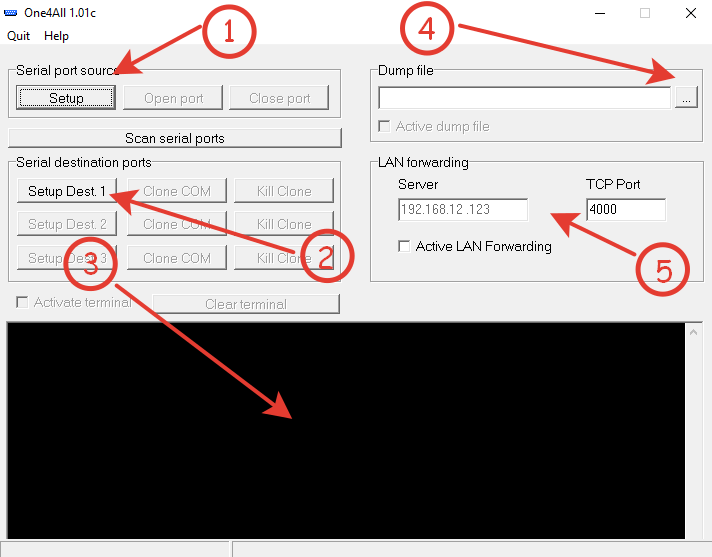 One4All 1.01c
Quit Help
1
4
Serial port source
Setup Open port Close port
Scan serial ports
Serial destination ports
Setup Dest. 1 Clone COM Kill Clone
Setup Dest. 2 Clone COM Kill Clone
Setup Dest. 3 Clone COM Kill Clone
2
3
Activate terminal Clear terminal
Dump file
...
Active dump file
LAN forwarding
Server TCP Port
192.168.12 .123 4000
Active LAN Forwarding
5